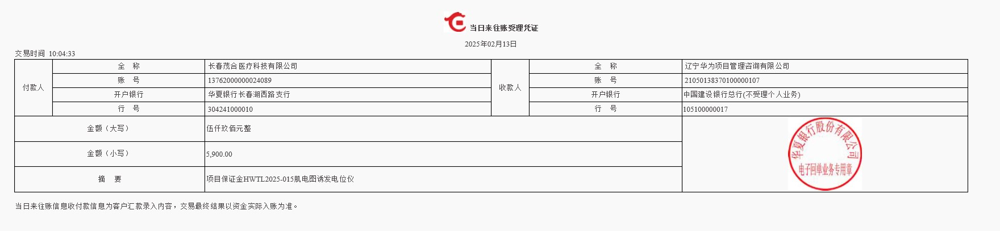 当日来往账受理凭证
2025年02月13日
交易时间 10:04:33
付款人 全 称 长春茂合医疗科技有限公司 收款人 全 称 辽宁华为项目管理咨询有限公司
账 号 13762000000024089 账 号 21050138370100000107
开户银行 华夏银行长春湖西路支行 开户银行 中国建设银行总行(不受理个人业务)
行 号 304241000010 行 号 105100000017
金额（大写） 伍仟玖佰元整
金额（小写） 5,900.00
摘 要 项目保证金HWTL2025-015肌电图诱发电位仪
华夏银行股份有限公司
电子回单业务专用章
当日来往账信息收付款信息为客户汇款录入内容，交易最终结果以资金实际入账为准。